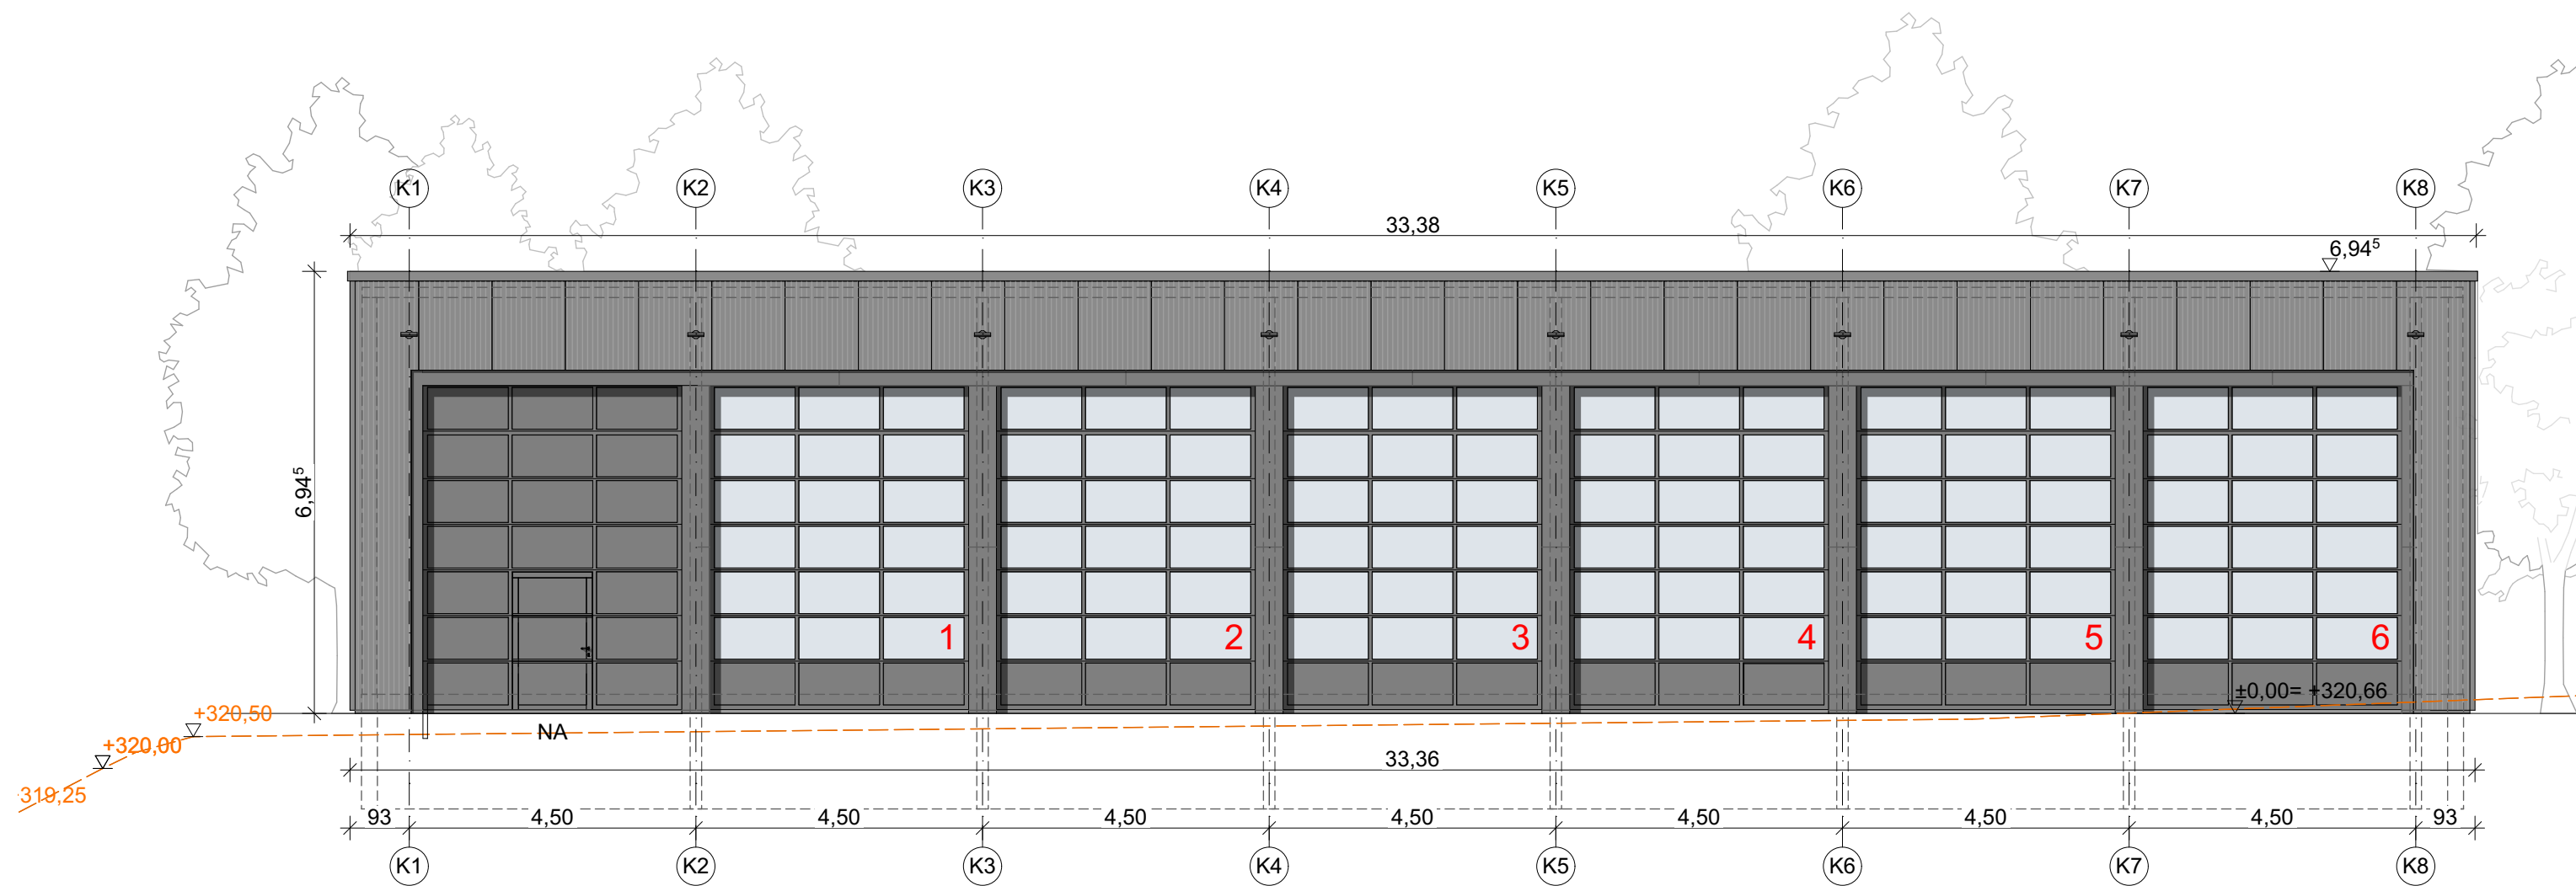 K1 K2 K3 K4 K5 K6 K7 K8
33,38
6,94⁵
6,94⁵
1 2 3 4 5 6
±0,00= +320,66
+320,50
NA
+320,00
33,36
319,25
93 4,50 4,50 4,50 4,50 4,50 4,50 4,50 93
K1 K2 K3 K4 K5 K6 K7 K8